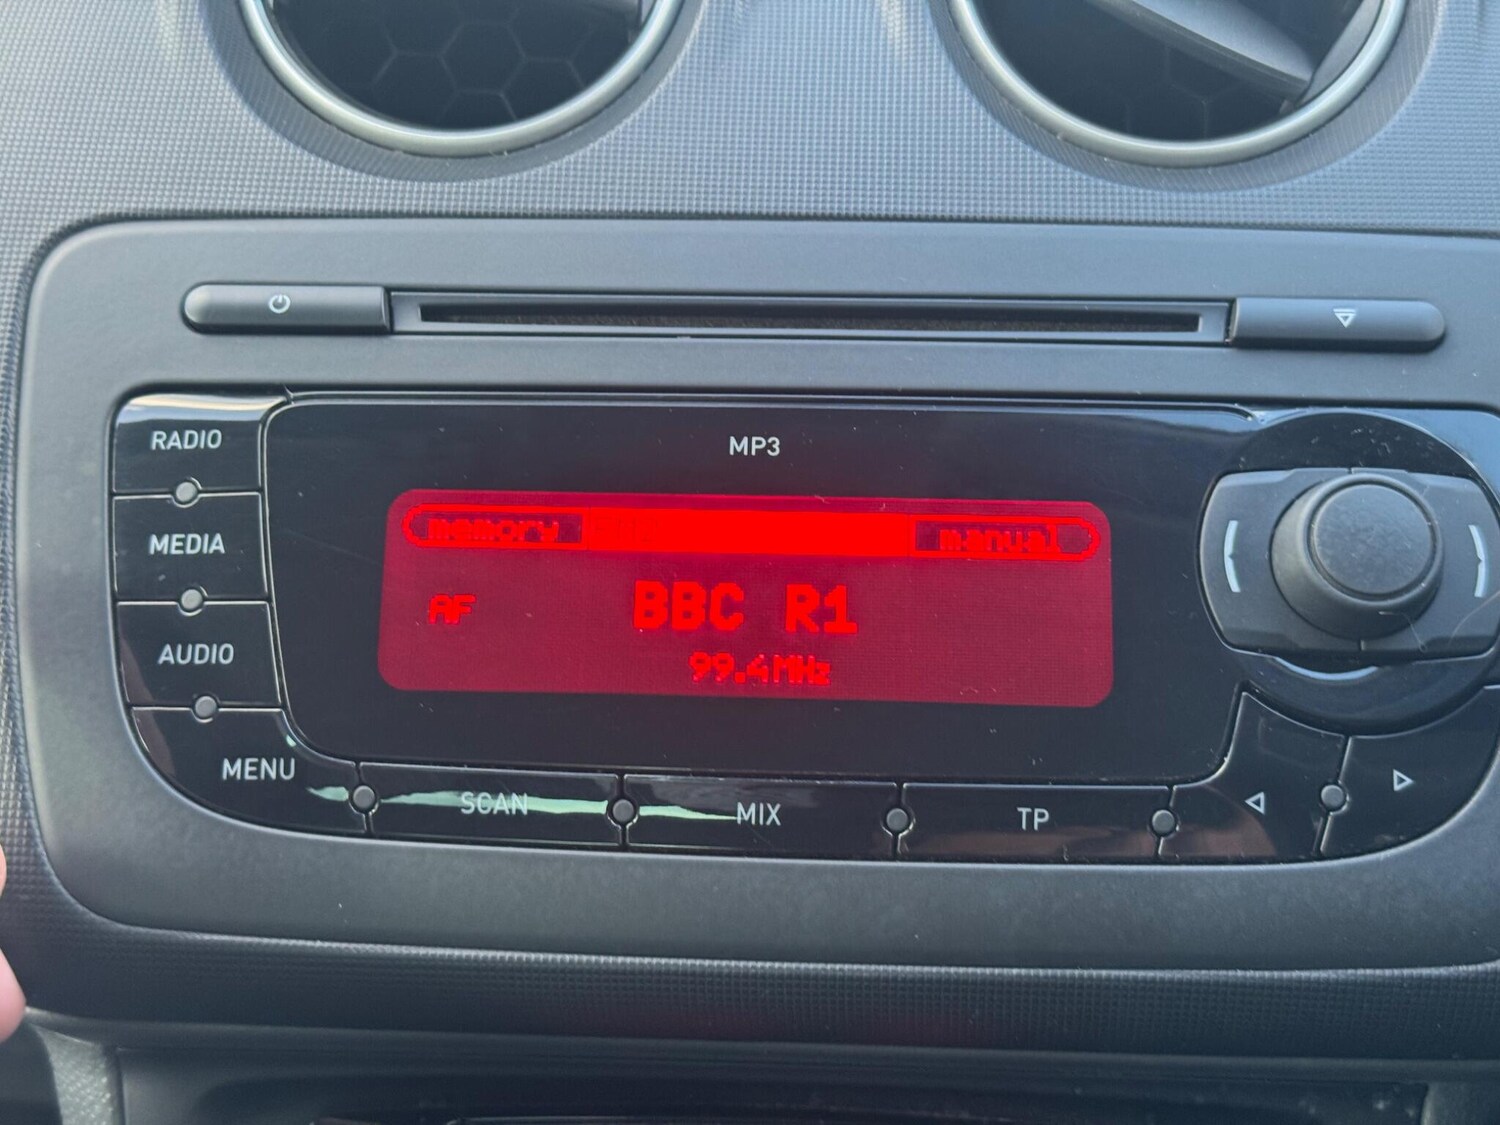 MP3
RADIO
MEDIA
AUDIO
MENU
memory manual
AF BBC R1
99.4MHz
SCAN MIX TP